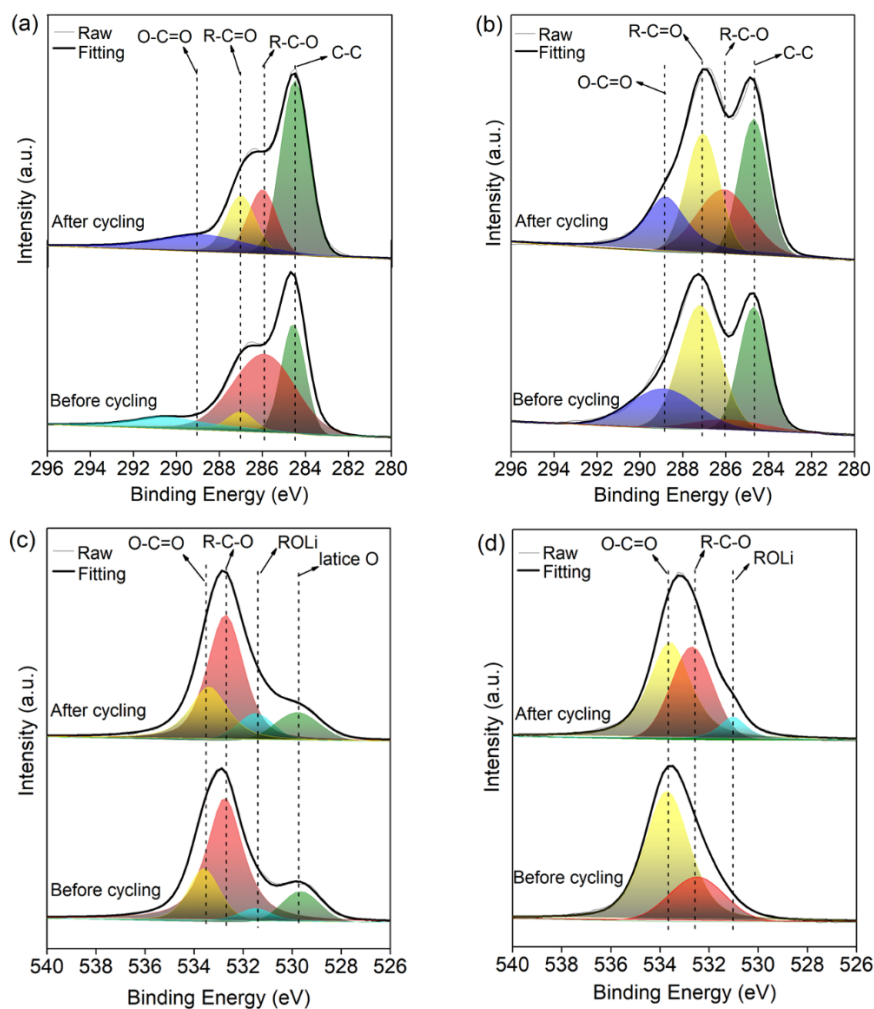 (a)
Raw
Fitting
O-C=O
R-C=O
R-C-O
C-C
Intensity (a.u.)
After cycling
Before cycling
296 294 292 290 288 286 284 282 280
Binding Energy (eV)
(b)
Raw
Fitting
R-C=O
R-C-O
C-C
O-C=O
Intensity (a.u.)
After cycling
Before cycling
296 294 292 290 288 286 284 282 280
Binding Energy (eV)
(c)
Raw
Fitting
O-C=O
R-C-O
ROLi
latice O
Intensity (a.u.)
After cycling
Before cycling
540 538 536 534 532 530 528 526
Binding Energy (eV)
(d)
Raw
Fitting
O-C=O
R-C-O
ROLi
Intensity (a.u.)
After cycling
Before cycling
540 538 536 534 532 530 528 526
Binding Energy (eV)